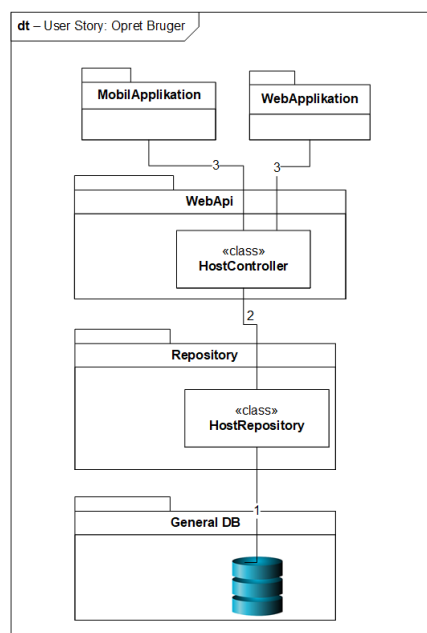 dt – User Story: Opret Bruger
MobilApplikation
WebApplikation
3
3
WebApi
«class»
HostController
2
Repository
«class»
HostRepository
1
General DB